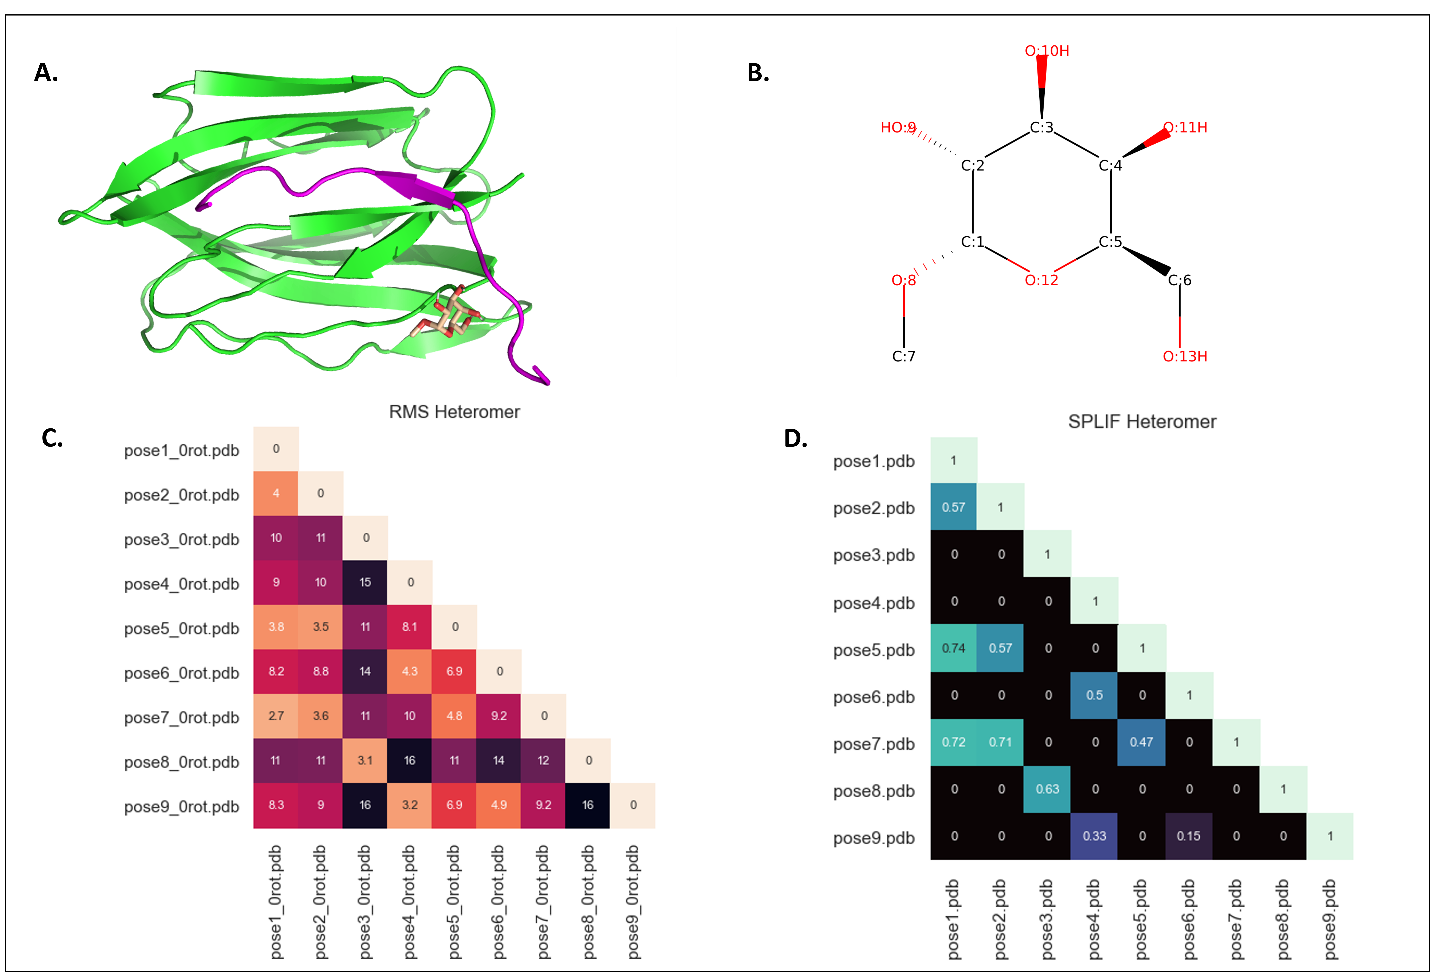 A.
B.
O:10H
HO:9
C:3
O:11H
C:2
C:4
C:1
C:5
O:8
O:12
C:6
C:7
O:13H
RMS Heteromer
C.
pose1_0rot.pdb 0
pose2_0rot.pdb 4 0
pose3_0rot.pdb 10 11 0
pose4_0rot.pdb 9 10 15 0
pose5_0rot.pdb 3.8 3.5 11 8.1 0
pose6_0rot.pdb 8.2 8.8 14 4.3 6.9 0
pose7_0rot.pdb 2.7 3.6 11 10 4.8 9.2 0
pose8_0rot.pdb 11 11 3.1 16 11 14 12 0
pose9_0rot.pdb 8.3 9 16 3.2 6.9 4.9 9.2 16 0
pose1_0rot.pdb
pose2_0rot.pdb
pose3_0rot.pdb
pose4_0rot.pdb
pose5_0rot.pdb
pose6_0rot.pdb
pose7_0rot.pdb
pose8_0rot.pdb
pose9_0rot.pdb
SPLIF Heteromer
D.
pose1.pdb 1
pose2.pdb 0.57 1
pose3.pdb 0 0 1
pose4.pdb 0 0 0 1
pose5.pdb 0.74 0.57 0 0 1
pose6.pdb 0 0 0 0.5 0 1
pose7.pdb 0.72 0.71 0 0 0.47 0 1
pose8.pdb 0 0 0.63 0 0 0 0 1
pose9.pdb 0 0 0 0.33 0 0.15 0 0 1
pose1.pdb
pose2.pdb
pose3.pdb
pose4.pdb
pose5.pdb
pose6.pdb
pose7.pdb
pose8.pdb
pose9.pdb